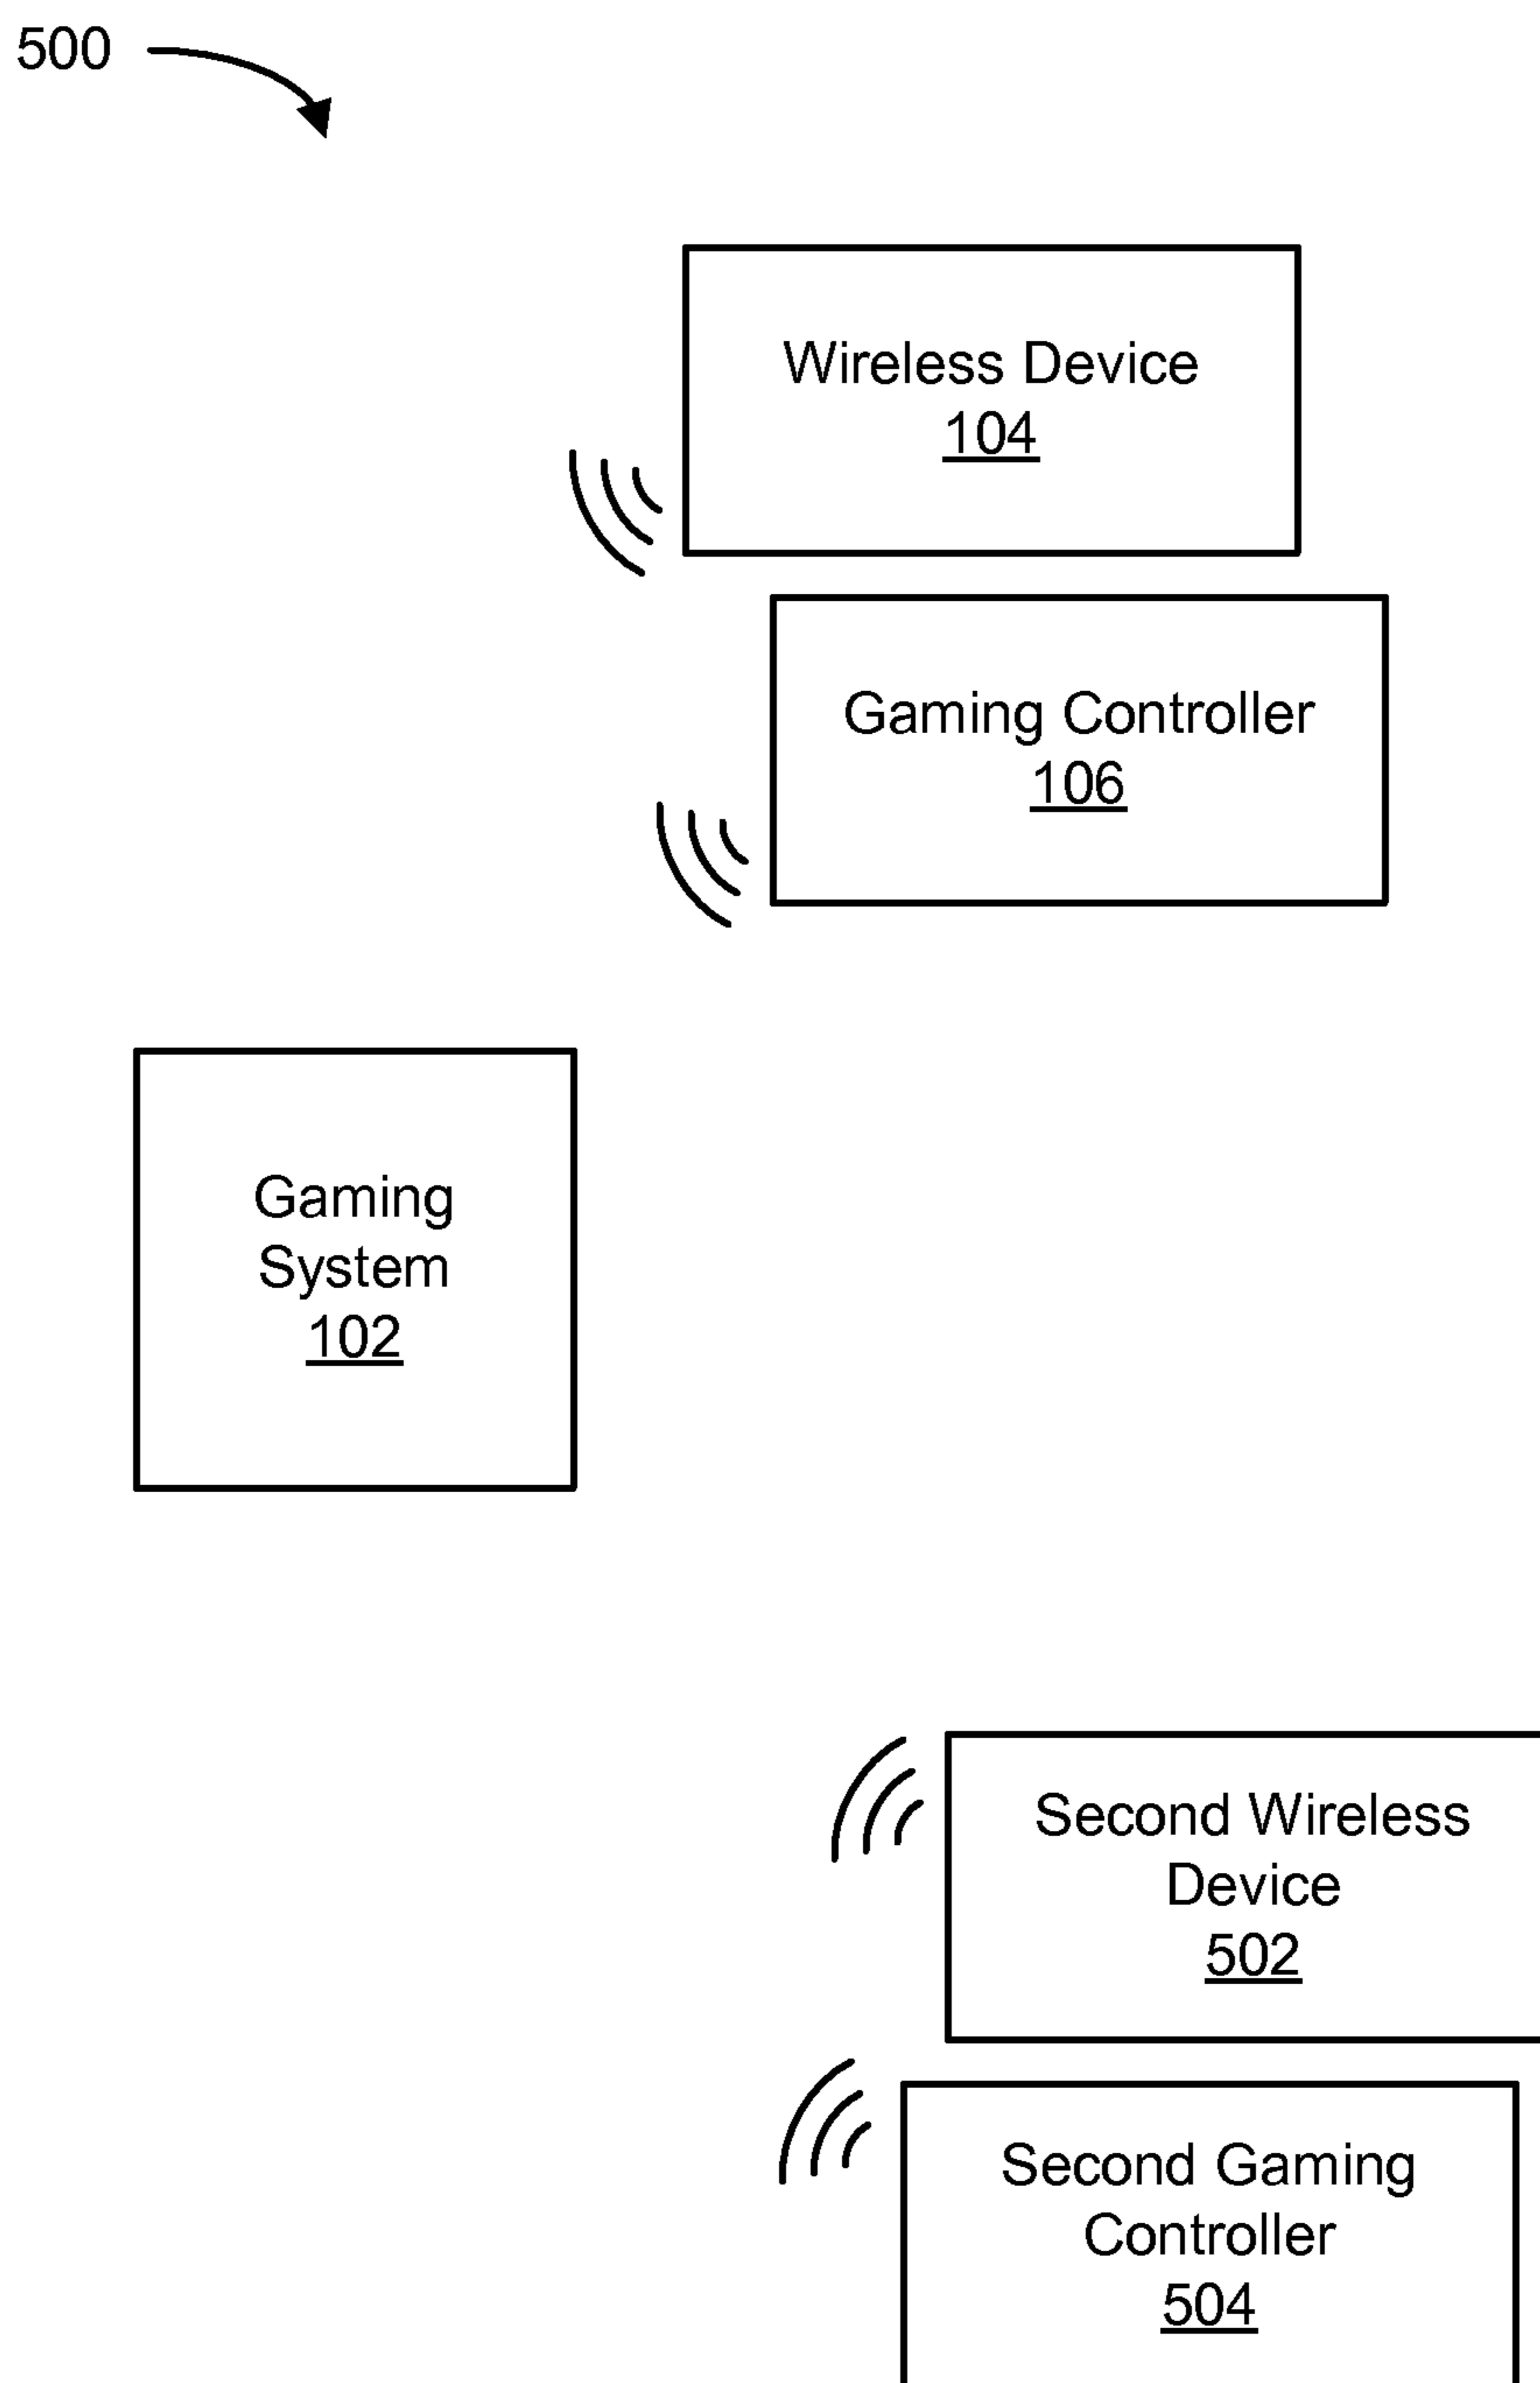 500
Wireless Device
104
Gaming Controller
106
Gaming
System
102
Second Wireless
Device
502
Second Gaming
Controller
504